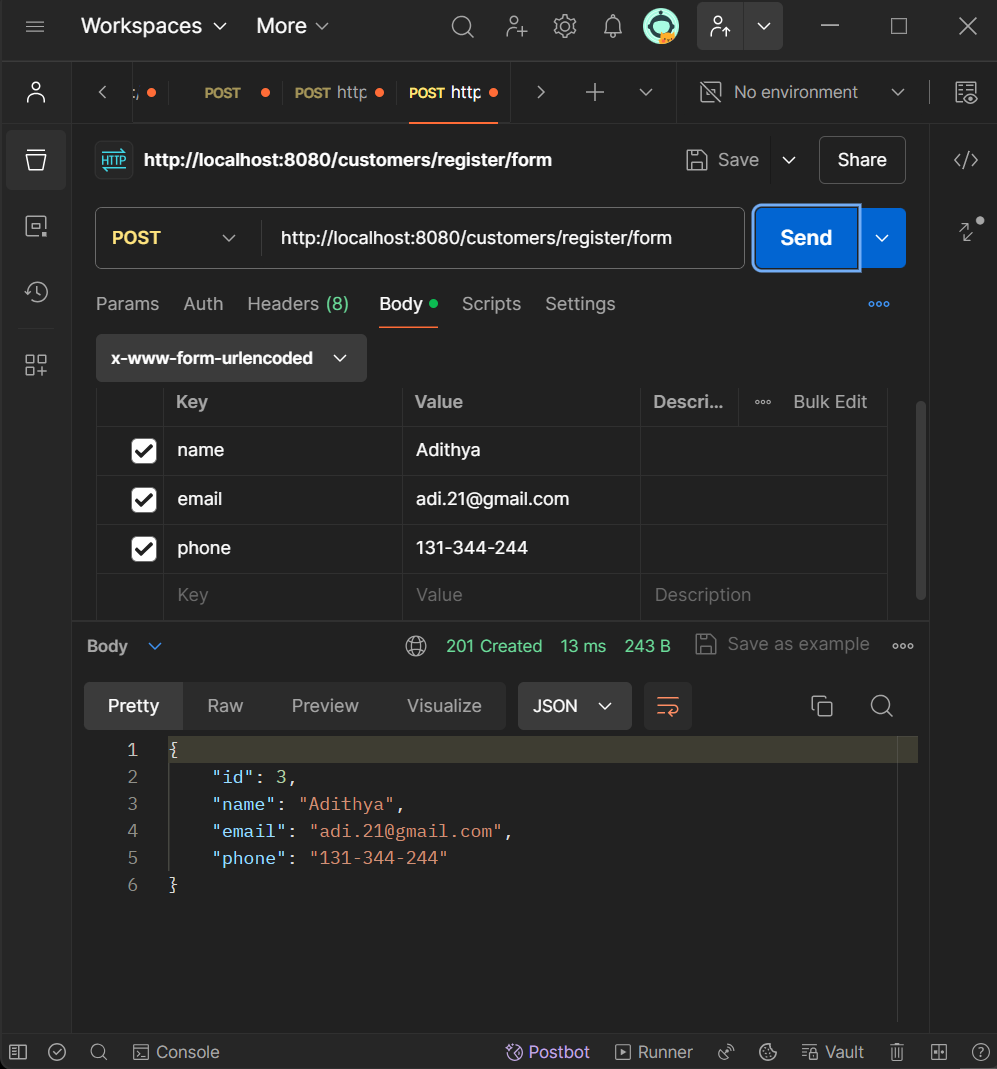 Workspaces More
POST POST http POST http No environment
HTTP http://localhost:8080/customers/register/form Save Share
POST http://localhost:8080/customers/register/form Send
Params Auth Headers (8) Body Scripts Settings
x-www-form-urlencoded
Key Value Descri... Bulk Edit
name Adithya
email adi.21@gmail.com
phone 131-344-244
Key Value Description
Body 201 Created 13 ms 243 B Save as example
Pretty Raw Preview Visualize JSON
1 {
2 "id": 3,
3 "name": "Adithya",
4 "email": "adi.21@gmail.com",
5 "phone": "131-344-244"
6 }
Console Postbot Runner Vault